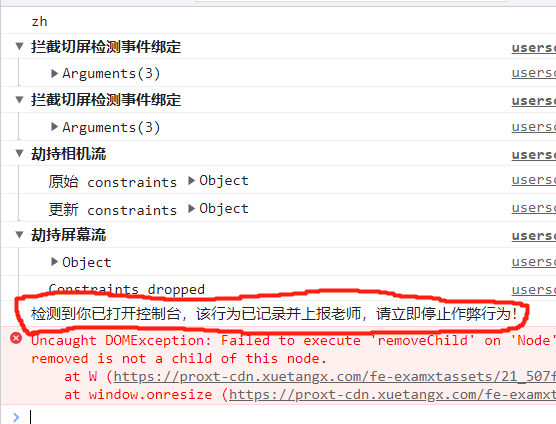 zh
拦截切屏检测事件绑定
users
Arguments(3)
users
拦截切屏检测事件绑定
users
Arguments(3)
users
劫持相机流
users
原始 constraints Object
users
更新 constraints Object
users
劫持屏幕流
users
Object
users
Constraints dropped
users
检测到你已打开控制台，该行为已记录并上报老师，请立即停止作弊行为！
Uncaught DOMException: Failed to execute 'removeChild' on 'Node'
removed is not a child of this node.
at W (https://proxt-cdn.xuetangx.com/fe-examxtassets/21_507f
at window.onresize (https://proxt-cdn.xuetangx.com/fe-examxtassets